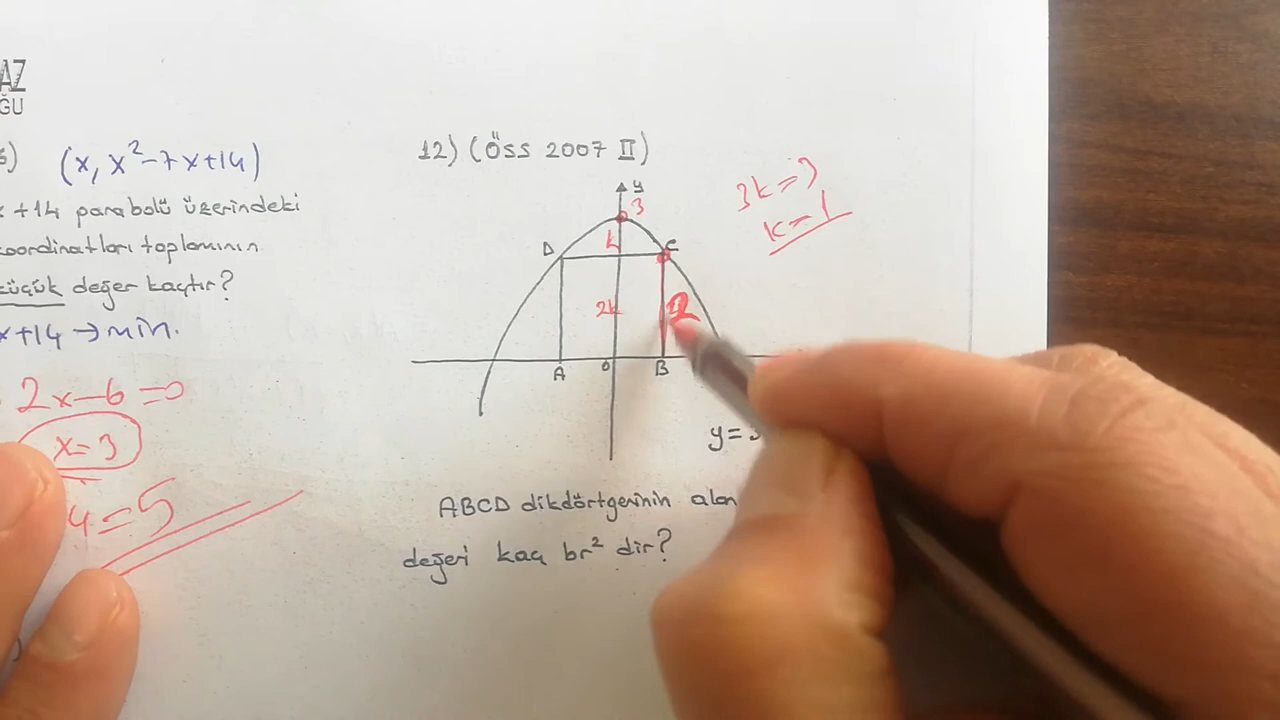 AZ
ĞU
(x, x²-7x+14)
x+14 parabolü üzerindeki
koordinatları toplamının
küçük değer kaçtır?
x+14 → min.
2x-6=0
x=3
4=5
12) (ÖSS 2007 II)
y
3
k
D
C
2k
2
A
0
B
3k=3
k=1
y=3
ABCD dikdörtgeninin alan
değeri kaç br² dir?